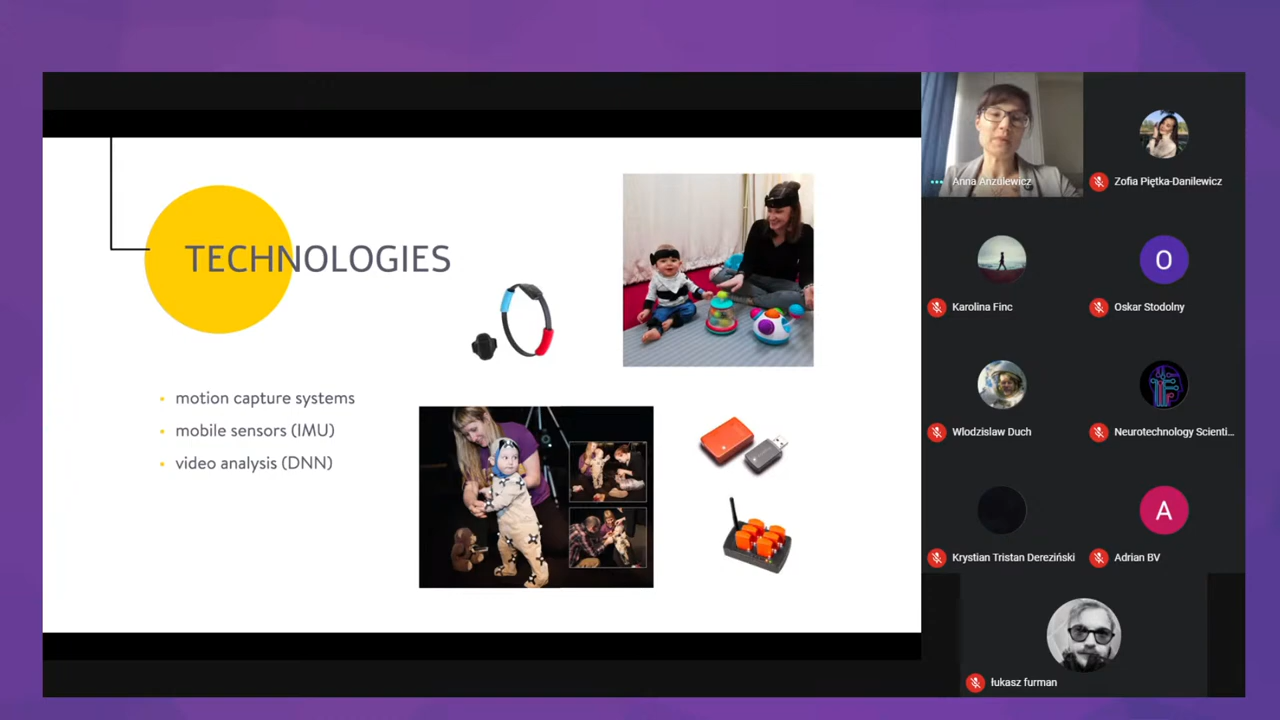 TECHNOLOGIES
motion capture systems
mobile sensors (IMU)
video analysis (DNN)
Anna Anzulewicz
Zofia Piętka-Danilewicz
Karolina Finc
O
Oskar Stodolny
Wlodzislaw Duch
Neurotechnology Scienti...
Krystian Tristan Dereziński
A
Adrian BV
łukasz furman